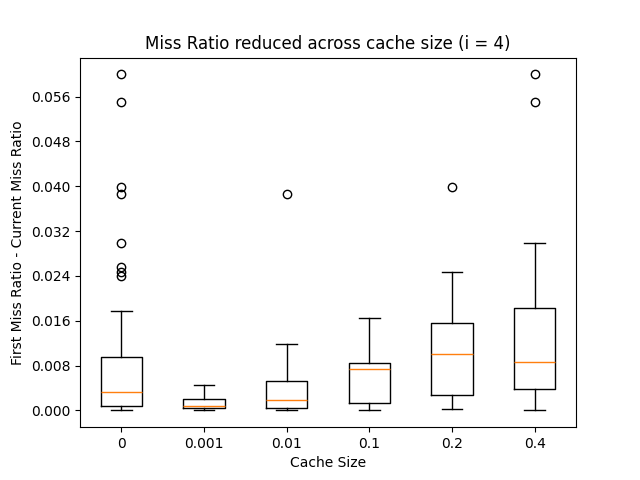 Miss Ratio reduced across cache size (i = 4)
First Miss Ratio - Current Miss Ratio
0.056
0.048
0.040
0.032
0.024
0.016
0.008
0.000
0 0.001 0.01 0.1 0.2 0.4
Cache Size